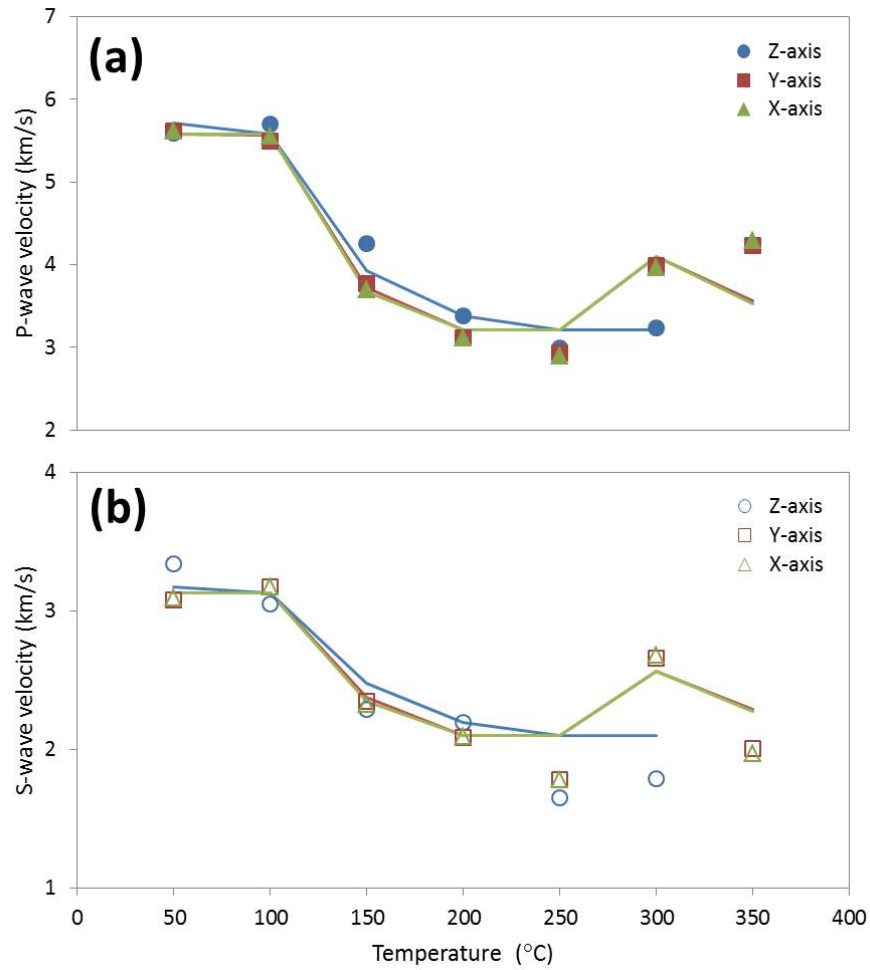 7
(a)
Z-axis
Y-axis
X-axis
6
5
4
3
2
P-wave velocity (km/s)
4
(b)
Z-axis
Y-axis
X-axis
3
2
1
S-wave velocity (km/s)
0 50 100 150 200 250 300 350 400
Temperature (°C)